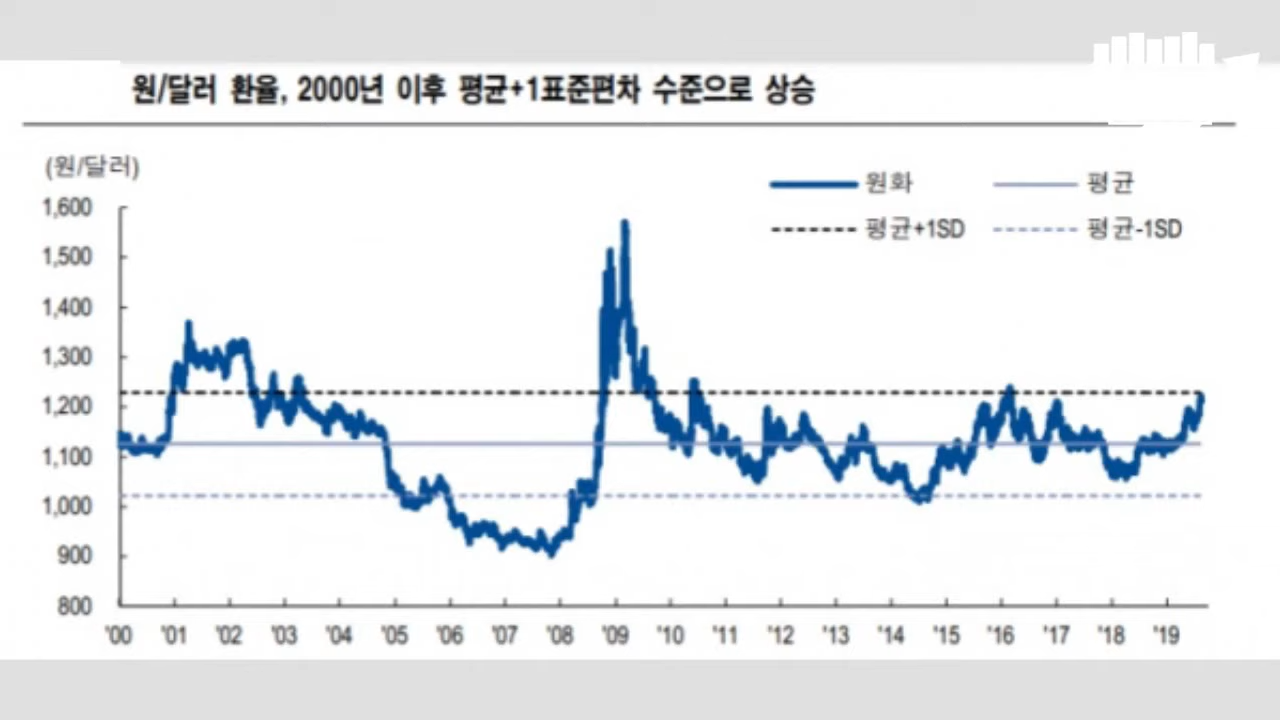 원/달러 환율, 2000년 이후 평균+1표준편차 수준으로 상승
(원/달러)
원화 평균
평균+1SD 평균-1SD
1,600
1,500
1,400
1,300
1,200
1,100
1,000
900
800
'00 '01 '02 '03 '04 '05 '06 '07 '08 '09 '10 '11 '12 '13 '14 '15 '16 '17 '18 '19